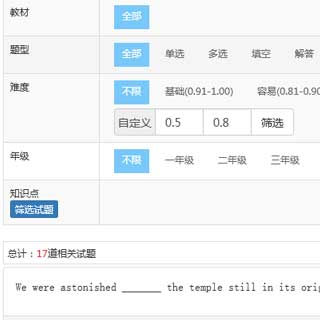 教材 全部
题型 全部 单选 多选 填空 解答
难度 不限 基础(0.91-1.00) 容易(0.81-0.90
自定义 0.5 0.8 筛选
年级 不限 一年级 二年级 三年级
知识点
筛选试题
总计：17道相关试题
We were astonished _______ the temple still in its orig